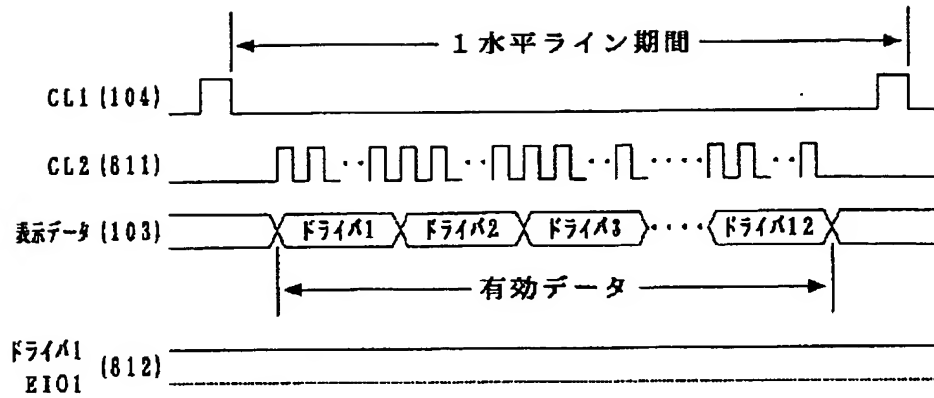 1水平ライン期間
CL1(104)
CL2(811)
表示データ(103)
ドライバ1 ドライバ2 ドライバ3 ドライバ12
有効データ
ドライバ1
EIO1 (812)